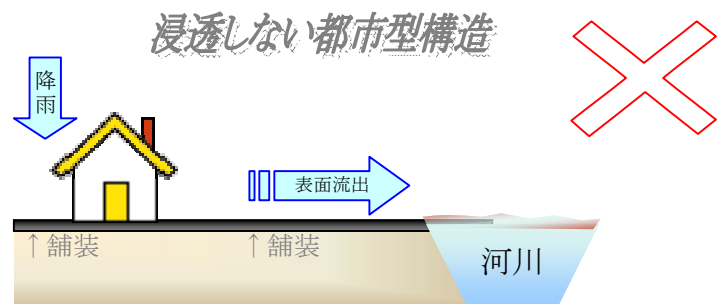 浸透しない都市型構造
降雨
表面流出
↑舗装
↑舗装
河川